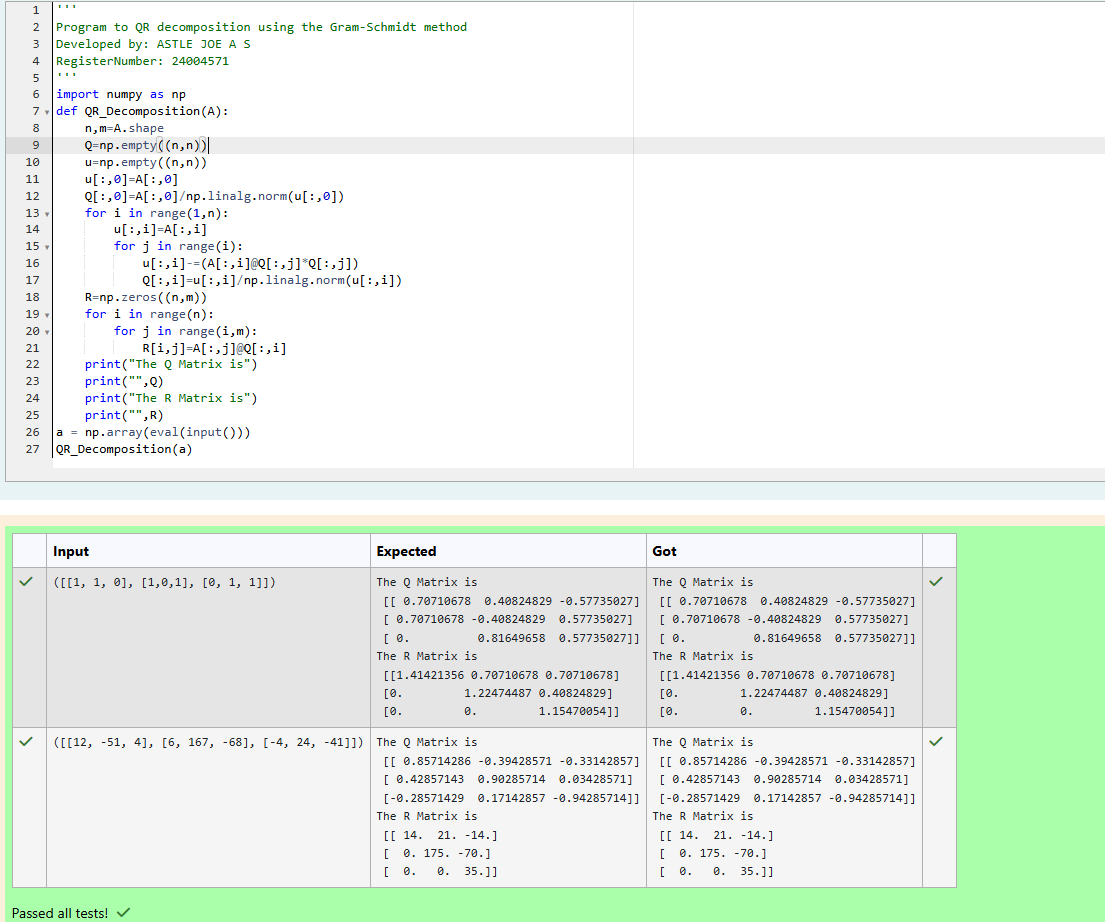 1 '''
2 Program to QR decomposition using the Gram-Schmidt method
3 Developed by: ASTLE JOE A S
4 RegisterNumber: 24004571
5 '''
6 import numpy as np
7 def QR_Decomposition(A):
8     n,m=A.shape
9     Q=np.empty((n,n))
10     u=np.empty((n,n))
11     u[:,0]=A[:,0]
12     Q[:,0]=A[:,0]/np.linalg.norm(u[:,0])
13     for i in range(1,n):
14         u[:,i]=A[:,i]
15         for j in range(i):
16             u[:,i]-=(A[:,i]@Q[:,j]*Q[:,j])
17             Q[:,i]=u[:,i]/np.linalg.norm(u[:,i])
18     R=np.zeros((n,m))
19     for i in range(n):
20         for j in range(i,m):
21             R[i,j]=A[:,j]@Q[:,i]
22     print("The Q Matrix is")
23     print("",Q)
24     print("The R Matrix is")
25     print("",R)
26 a = np.array(eval(input()))
27 QR_Decomposition(a)
Input Expected Got
([[1, 1, 0], [1,0,1], [0, 1, 1]]) The Q Matrix is The Q Matrix is
[[ 0.70710678  0.40824829 -0.57735027] [[ 0.70710678  0.40824829 -0.57735027]
[ 0.70710678 -0.40824829  0.57735027] [ 0.70710678 -0.40824829  0.57735027]
[ 0.          0.81649658  0.57735027]] [ 0.          0.81649658  0.57735027]]
The R Matrix is The R Matrix is
[[1.41421356 0.70710678 0.70710678] [[1.41421356 0.70710678 0.70710678]
[0.         1.22474487 0.40824829] [0.         1.22474487 0.40824829]
[0.         0.         1.15470054]] [0.         0.         1.15470054]]
([[12, -51, 4], [6, 167, -68], [-4, 24, -41]]) The Q Matrix is The Q Matrix is
[[ 0.85714286 -0.39428571 -0.33142857] [[ 0.85714286 -0.39428571 -0.33142857]
[ 0.42857143  0.90285714  0.03428571] [ 0.42857143  0.90285714  0.03428571]
[-0.28571429  0.17142857 -0.94285714]] [-0.28571429  0.17142857 -0.94285714]]
The R Matrix is The R Matrix is
[[ 14.  21. -14.] [[ 14.  21. -14.]
[  0. 175. -70.] [  0. 175. -70.]
[  0.   0.  35.]] [  0.   0.  35.]]
Passed all tests!